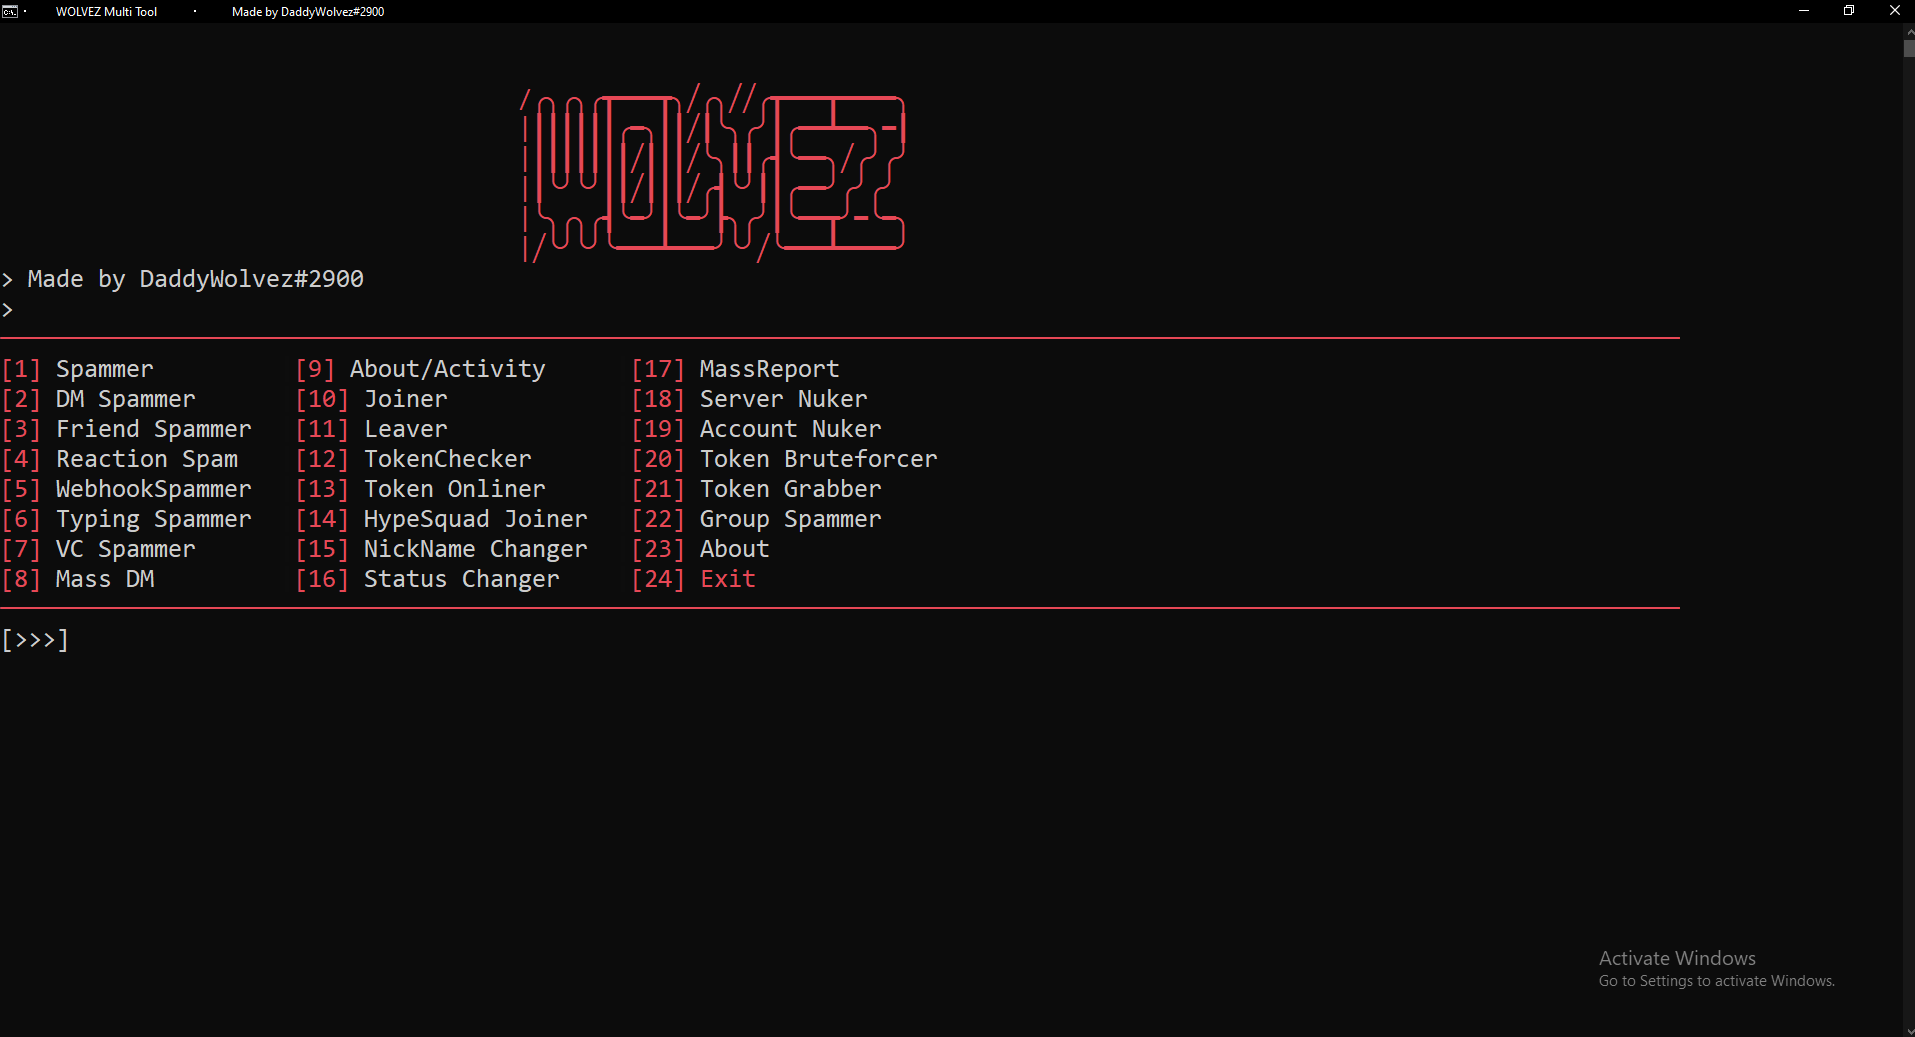 WOLVEZ Multi Tool · Made by DaddyWolvez#2900
WOLVEZ
> Made by DaddyWolvez#2900
>
[1] Spammer [9] About/Activity [17] MassReport
[2] DM Spammer [10] Joiner [18] Server Nuker
[3] Friend Spammer [11] Leaver [19] Account Nuker
[4] Reaction Spam [12] TokenChecker [20] Token Bruteforcer
[5] WebhookSpammer [13] Token Onliner [21] Token Grabber
[6] Typing Spammer [14] HypeSquad Joiner [22] Group Spammer
[7] VC Spammer [15] NickName Changer [23] About
[8] Mass DM [16] Status Changer [24] Exit
[>>>]
Activate Windows
Go to Settings to activate Windows.